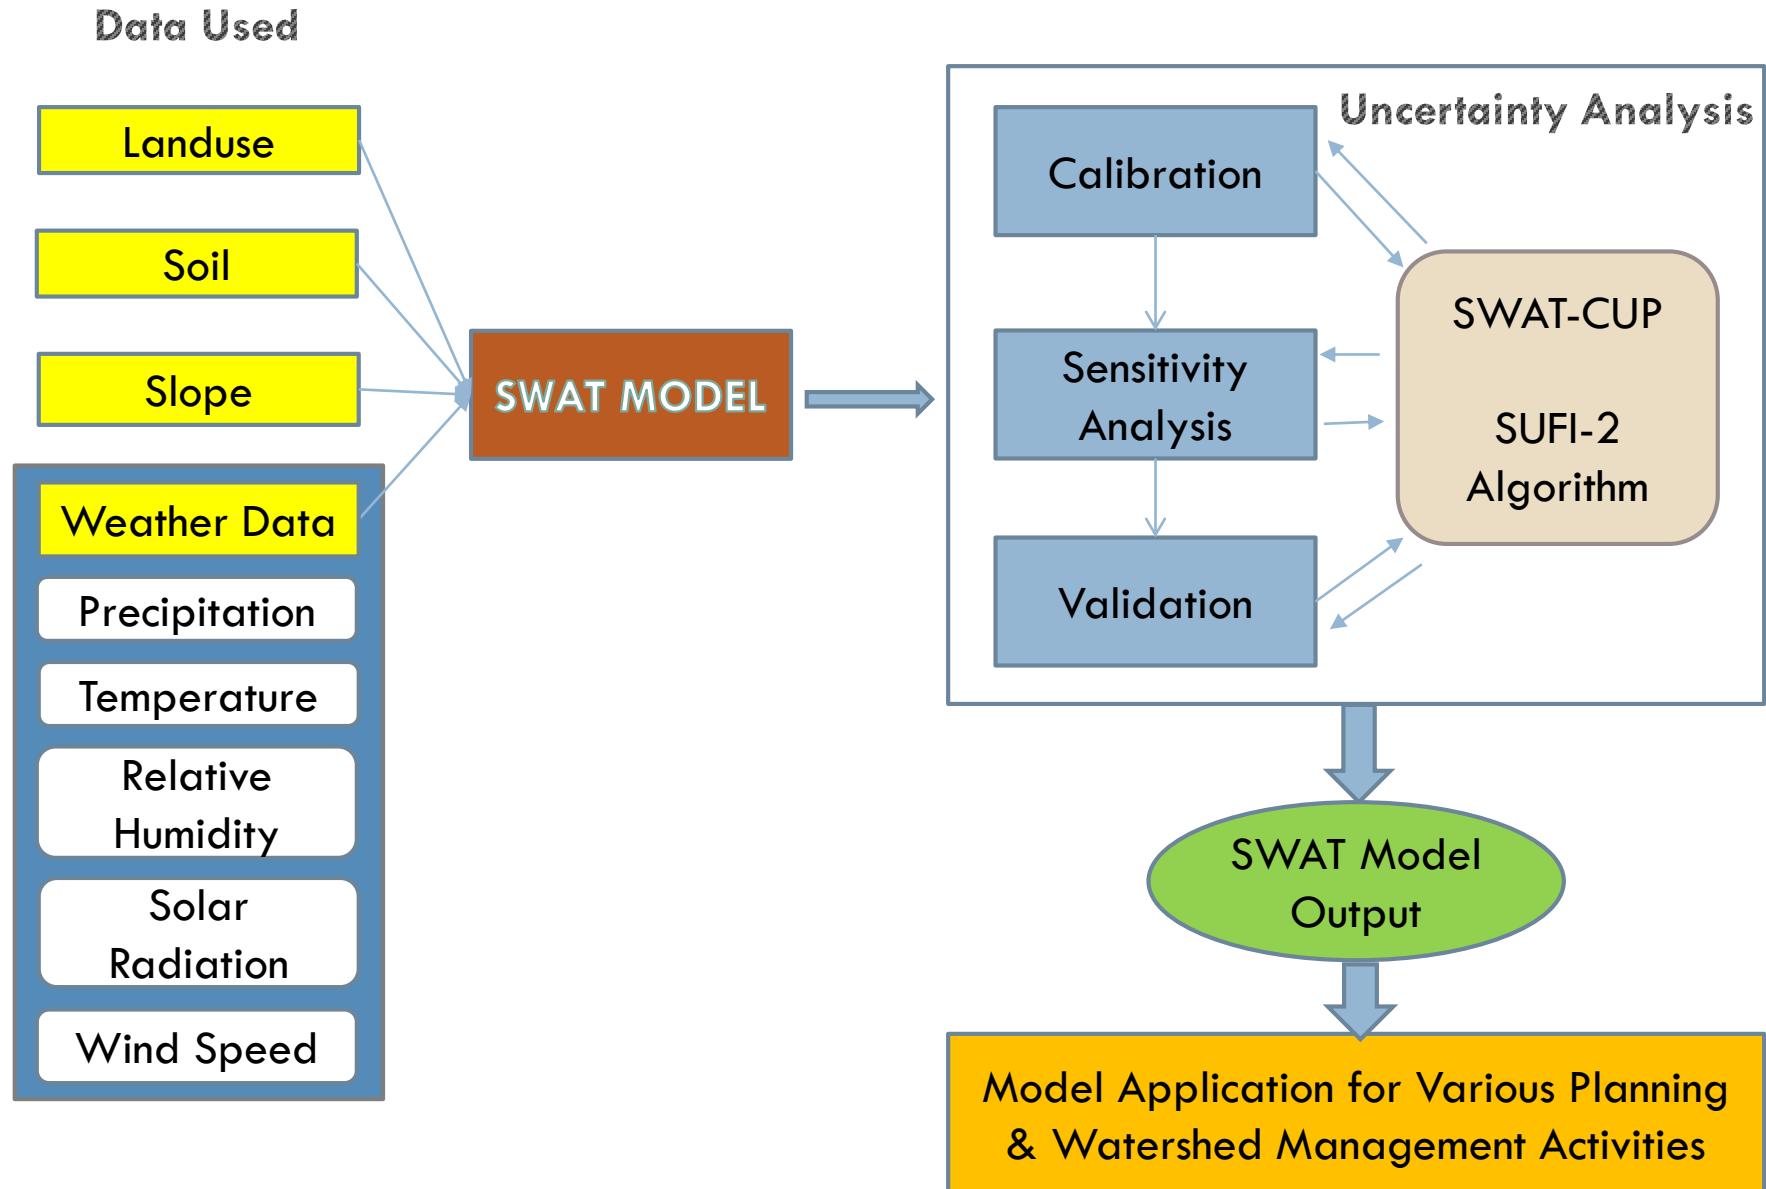 Data Used
Landuse
Soil
Slope
Weather Data
Precipitation
Temperature
Relative
Humidity
Solar
Radiation
Wind Speed
SWAT MODEL
Uncertainty Analysis
Calibration
Sensitivity
Analysis
Validation
SWAT-CUP
SUFI-2
Algorithm
SWAT Model
Output
Model Application for Various Planning
& Watershed Management Activities